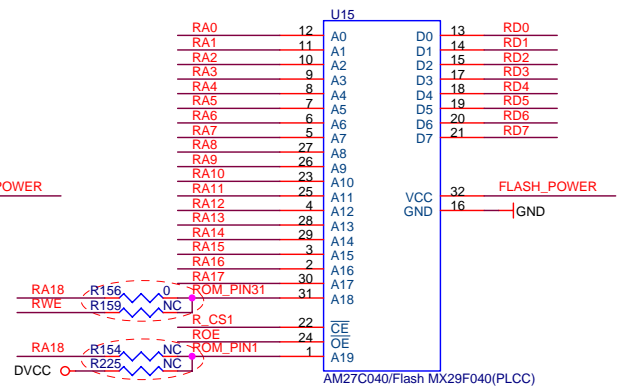 U15
RA0 12 A0 D0 13 RD0
RA1 11 A1 D1 14 RD1
RA2 10 A2 D2 15 RD2
RA3 9 A3 D3 17 RD3
RA4 8 A4 D4 18 RD4
RA5 7 A5 D5 19 RD5
RA6 6 A6 D6 20 RD6
RA7 5 A7 D7 21 RD7
RA8 27 A8
RA9 26 A9
RA10 23 A10
POWER RA11 25 A11 VCC 32 FLASH_POWER
RA12 4 A12 GND 16 GND
RA13 28 A13
RA14 29 A14
RA15 3 A15
RA16 2 A16
RA17 30 A17
RA18 R156 0 ROM_PIN31 31 A18
RWE R159 NC
R_CS1 22 CE
ROE 24 OE
RA18 R154 NC ROM_PIN1 1 A19
DVCC R225 NC
AM27C040/Flash MX29F040(PLCC)